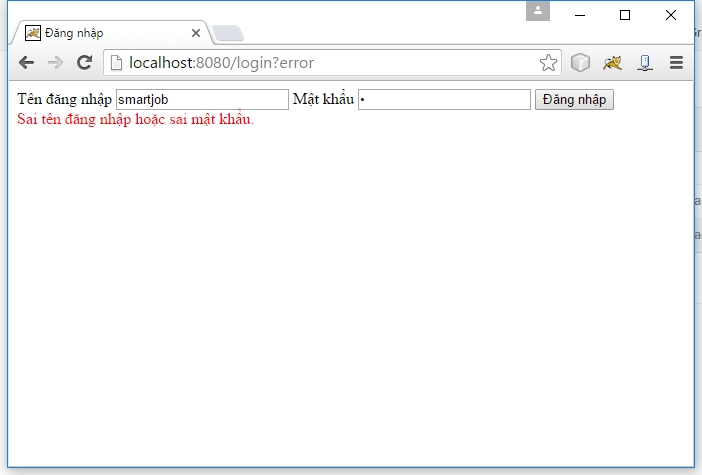 Đăng nhập
localhost:8080/login?error
Tên đăng nhập smartjob Mật khẩu • Đăng nhập
Sai tên đăng nhập hoặc sai mật khẩu.